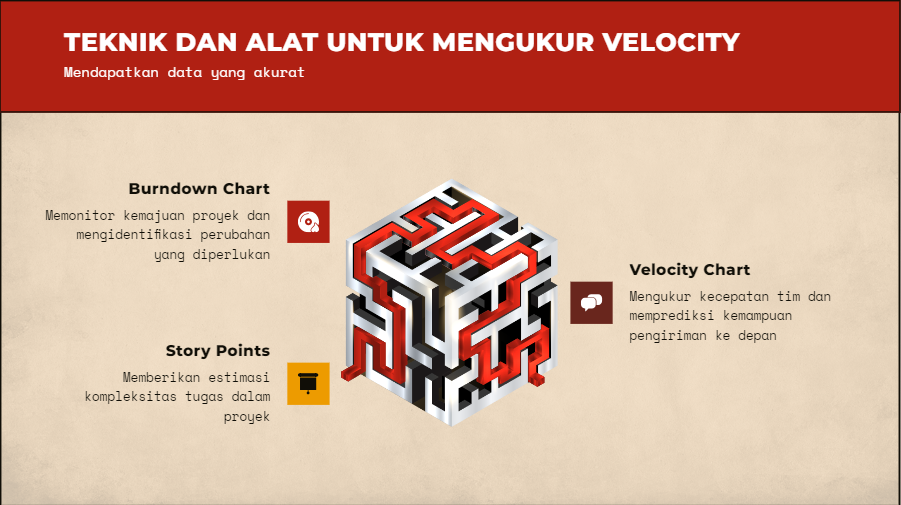 TEKNIK DAN ALAT UNTUK MENGUKUR VELOCITY
Mendapatkan data yang akurat
Burndown Chart
Memonitor kemajuan proyek dan
mengidentifikasi perubahan
yang diperlukan
Velocity Chart
Mengukur kecepatan tim dan
memprediksi kemampuan
pengiriman ke depan
Story Points
Memberikan estimasi
kompleksitas tugas dalam
proyek